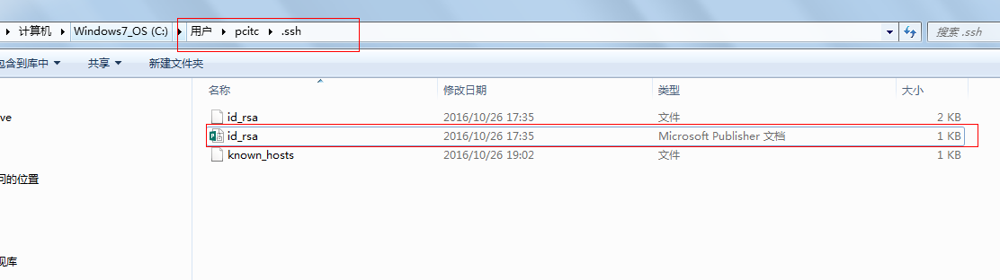 计算机 Windows7_OS (C:) 用户 pcitc .ssh 搜索 .ssh
包含到库中 共享 新建文件夹
名称 修改日期 类型 大小
id_rsa 2016/10/26 17:35 文件 2 KB
id_rsa 2016/10/26 17:35 Microsoft Publisher 文档 1 KB
known_hosts 2016/10/26 19:02 文件 1 KB
ve
问的位置
视库